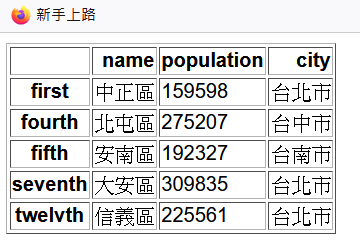 新手上路
name population city
first 中正區 159598 台北市
fourth 北屯區 275207 台中市
fifth 安南區 192327 台南市
seventh 大安區 309835 台北市
twelvth 信義區 225561 台北市